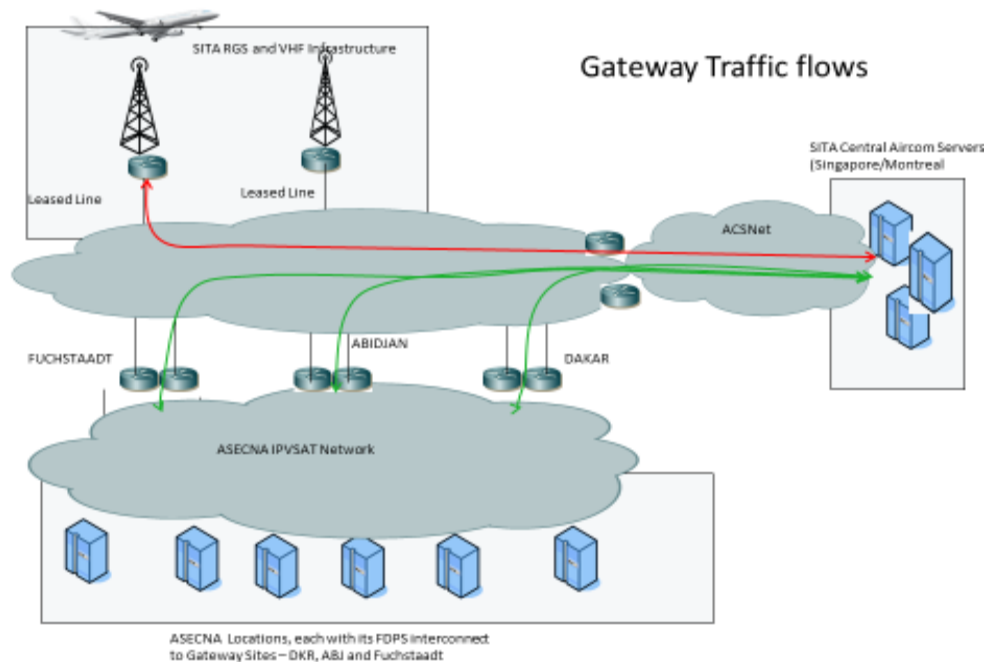 SITA RGS and VHF Infrastructure
Gateway Traffic flows
SITA Central Aircom Servers
(Singapore/Montreal
Leased Line
Leased Line
ACSNet
FUCHSTAADT
ABIDJAN
DAKAR
ASECNA IPVSAT Network
ASECNA Locations, each with its FDPS interconnect
to Gateway Sites – DKR, ABJ and Fuchstaadt